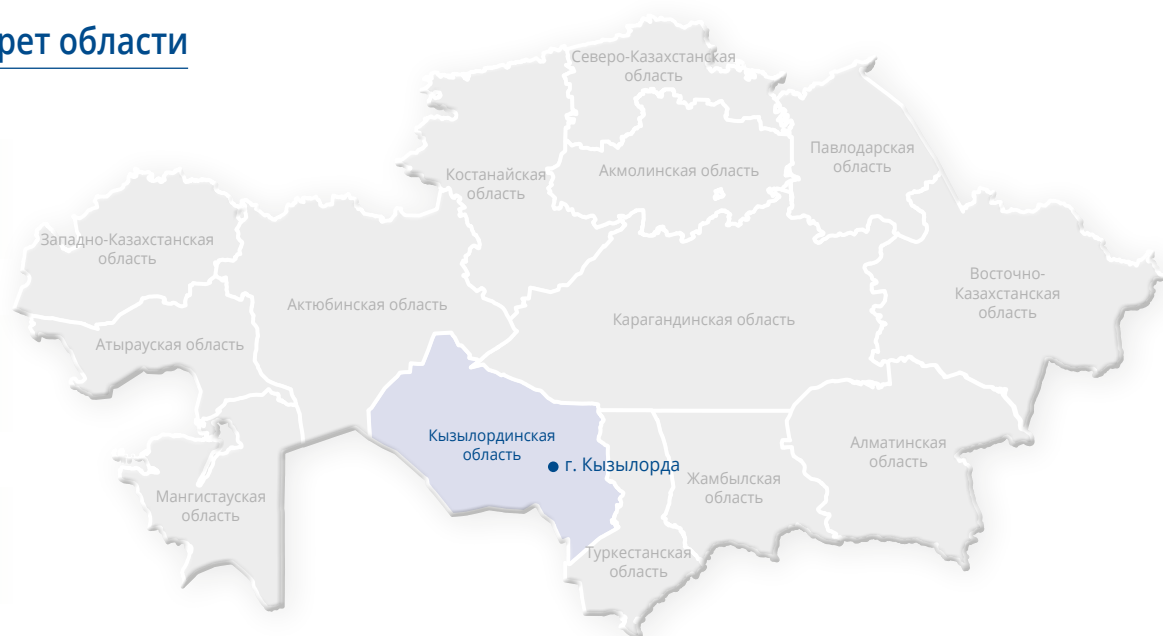 рет области
Северо-Казахстанская
область
Павлодарская
область
Костанайская
область
Акмолинская область
Западно-Казахстанская
область
Восточно-
Казахстанская
область
Актюбинская область
Карагандинская область
Атырауская область
Кызылординская
область
г. Кызылорда
Алматинская
область
Жамбылская
область
Мангистауская
область
Туркестанская
область